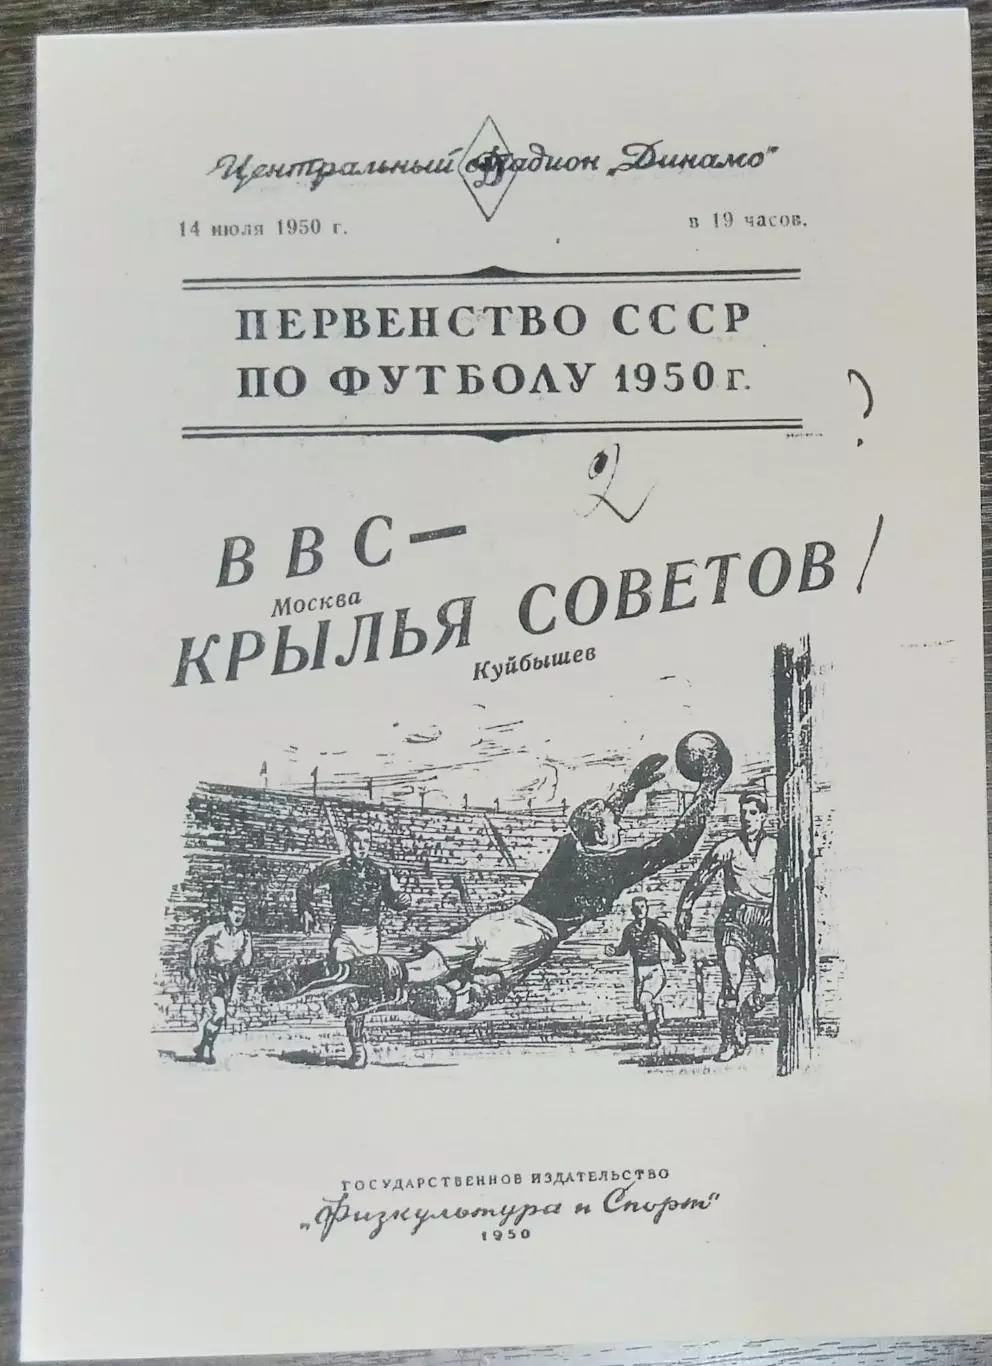 Центральный стадион „Динамо"
14 июля 1950 г. в 19 часов.
ПЕРВЕНСТВО СССР
ПО ФУТБОЛУ 1950 г.
?
2
ВВС—
Москва
КРЫЛЬЯ СОВЕТОВ
Куйбышев
ГОСУДАРСТВЕННОЕ ИЗДАТЕЛЬСТВО
„Физкультура и Спорт"
1950